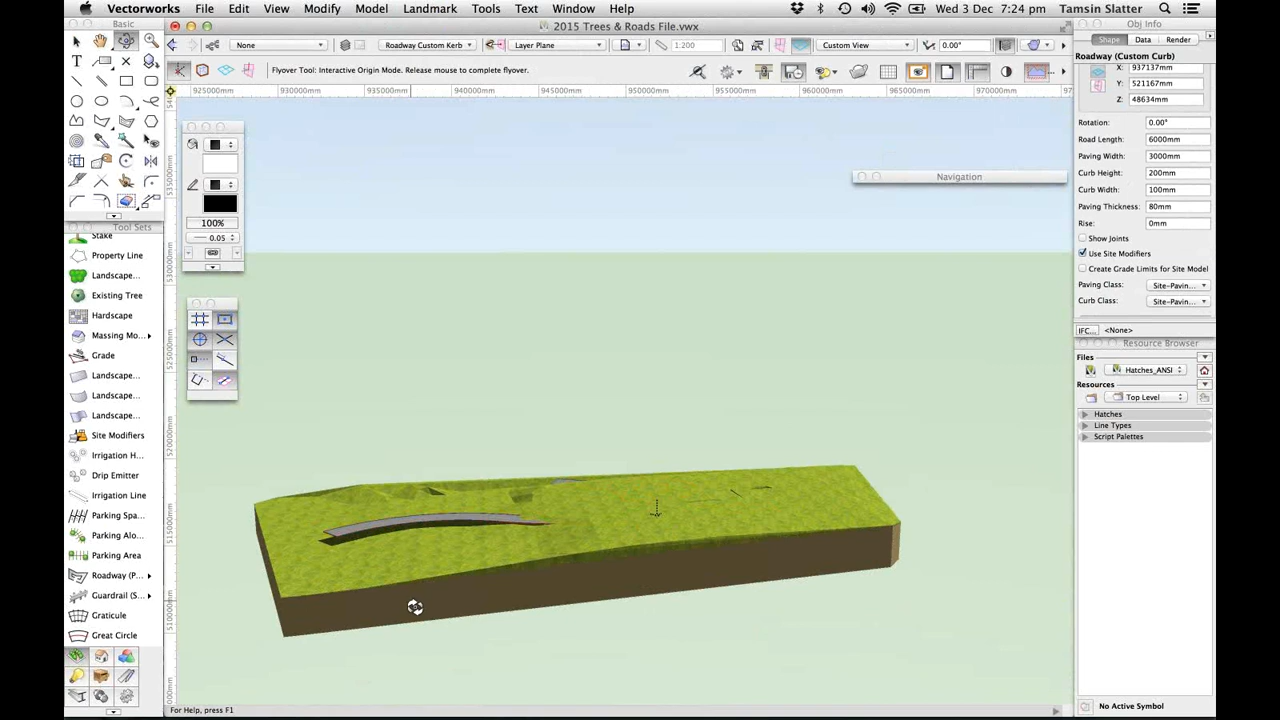 Vectorworks File Edit View Modify Model Landmark Tools Text Window Help Wed 3 Dec 7:24 pm Tamsin Slatter
Basic
2015 Trees & Roads File.vwx
Obj Info
None Roadway Custom Kerb Layer Plane 1:200 Custom View 0.00°
Shape Data Render
Flyover Tool: Interactive Origin Mode. Release mouse to complete flyover.
Roadway (Custom Curb)
X: 937137mm
Y: 521167mm
Z: 48634mm
925000mm 930000mm 935000mm 940000mm 945000mm 950000mm 955000mm 960000mm 965000mm 970000mm
Rotation: 0.00°
Road Length: 6000mm
Paving Width: 3000mm
Curb Height: 200mm
Curb Width: 100mm
Paving Thickness: 80mm
Rise: 0mm
Show Joints
Use Site Modifiers
Create Grade Limits for Site Model
Paving Class: Site-Pavin...
Curb Class: Site-Pavin...
IFC... <None>
Navigation
100%
0.05
535000mm
530000mm
525000mm
520000mm
515000mm
510000mm
Tool Sets
Stake
Property Line
Landscape...
Existing Tree
Hardscape
Massing Mo...
Grade
Landscape...
Landscape...
Landscape...
Site Modifiers
Irrigation H...
Drip Emitter
Irrigation Line
Parking Spa...
Parking Alo...
Parking Area
Roadway (P...
Guardrail (S...
Graticule
Great Circle
Resource Browser
Files
Hatches_ANSI
Resources
Top Level
Hatches
Line Types
Script Palettes
For Help, press F1
No Active Symbol